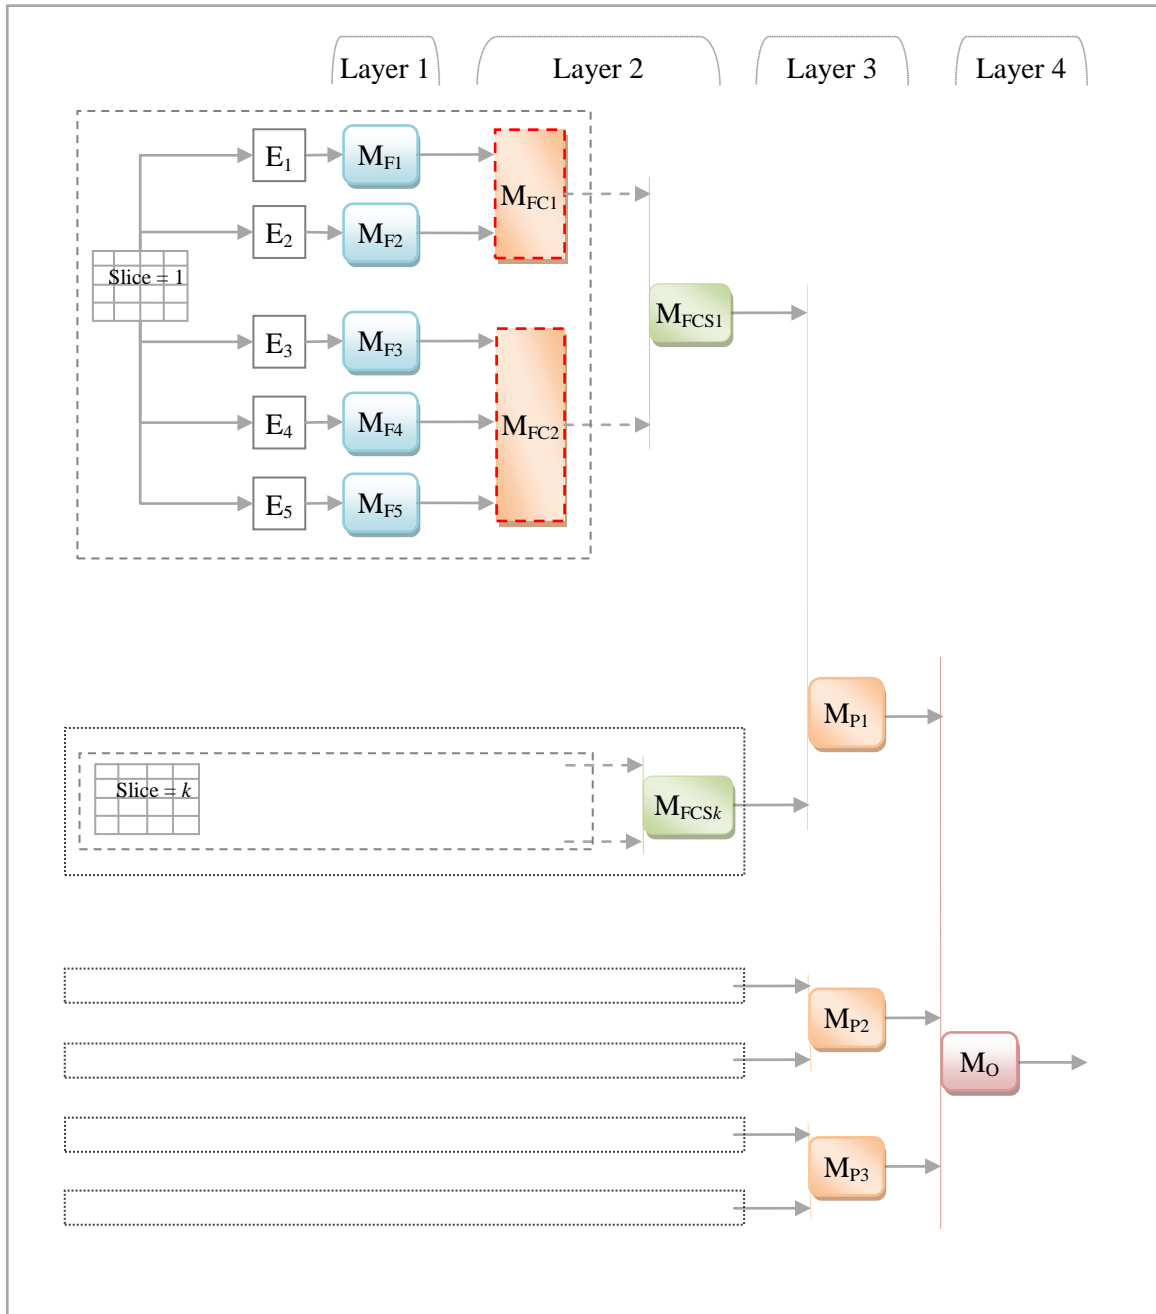 Layer 1 Layer 2 Layer 3 Layer 4
E1 MF1
MFC1
E2 MF2
Slice = 1
MFCS1
E3 MF3
E4 MF4 MFC2
E5 MF5
MP1
Slice = k
MFCSk
MP2
MO
MP3